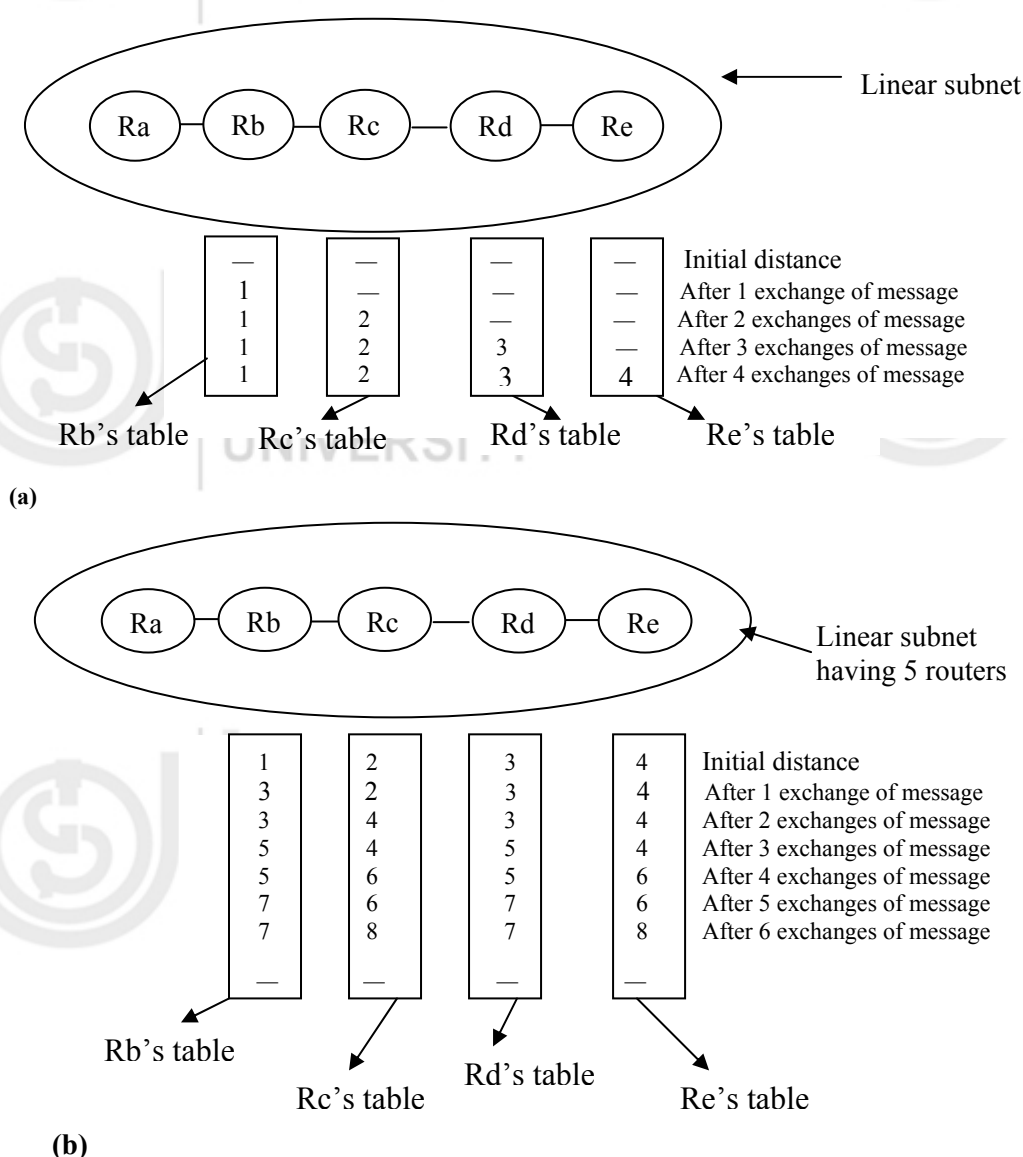 Linear subnet
Ra Rb Rc Rd Re
— — — — Initial distance
1 — — — After 1 exchange of message
1 2 — — After 2 exchanges of message
1 2 3 — After 3 exchanges of message
1 2 3 4 After 4 exchanges of message
Rb’s table Rc’s table Rd’s table Re’s table
(a)
Ra Rb Rc Rd Re
Linear subnet
having 5 routers
1 2 3 4 Initial distance
3 2 3 4 After 1 exchange of message
3 4 3 4 After 2 exchanges of message
5 4 5 4 After 3 exchanges of message
5 6 5 6 After 4 exchanges of message
7 6 7 6 After 5 exchanges of message
7 8 7 8 After 6 exchanges of message
— — — —
Rb’s table
Rd’s table
Rc’s table Re’s table
(b)